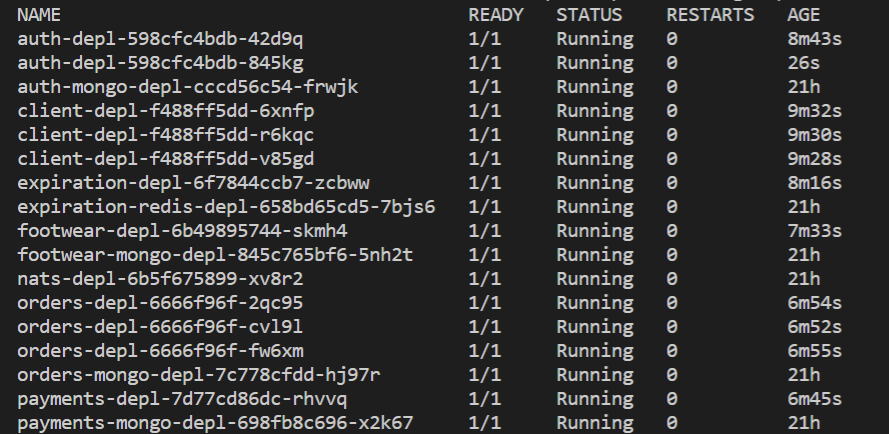 NAME READY STATUS RESTARTS AGE
auth-depl-598cfc4bdb-42d9q 1/1 Running 0 8m43s
auth-depl-598cfc4bdb-845kg 1/1 Running 0 26s
auth-mongo-depl-cccd56c54-frwjk 1/1 Running 0 21h
client-depl-f488ff5dd-6xnfp 1/1 Running 0 9m32s
client-depl-f488ff5dd-r6kqc 1/1 Running 0 9m30s
client-depl-f488ff5dd-v85gd 1/1 Running 0 9m28s
expiration-depl-6f7844ccb7-zcbww 1/1 Running 0 8m16s
expiration-redis-depl-658bd65cd5-7bjs6 1/1 Running 0 21h
footwear-depl-6b49895744-skmh4 1/1 Running 0 7m33s
footwear-mongo-depl-845c765bf6-5nh2t 1/1 Running 0 21h
nats-depl-6b5f675899-xv8r2 1/1 Running 0 21h
orders-depl-6666f96f-2qc95 1/1 Running 0 6m54s
orders-depl-6666f96f-cvl9l 1/1 Running 0 6m52s
orders-depl-6666f96f-fw6xm 1/1 Running 0 6m55s
orders-mongo-depl-7c778cfdd-hj97r 1/1 Running 0 21h
payments-depl-7d77cd86dc-rhvvq 1/1 Running 0 6m45s
payments-mongo-depl-698fb8c696-x2k67 1/1 Running 0 21h